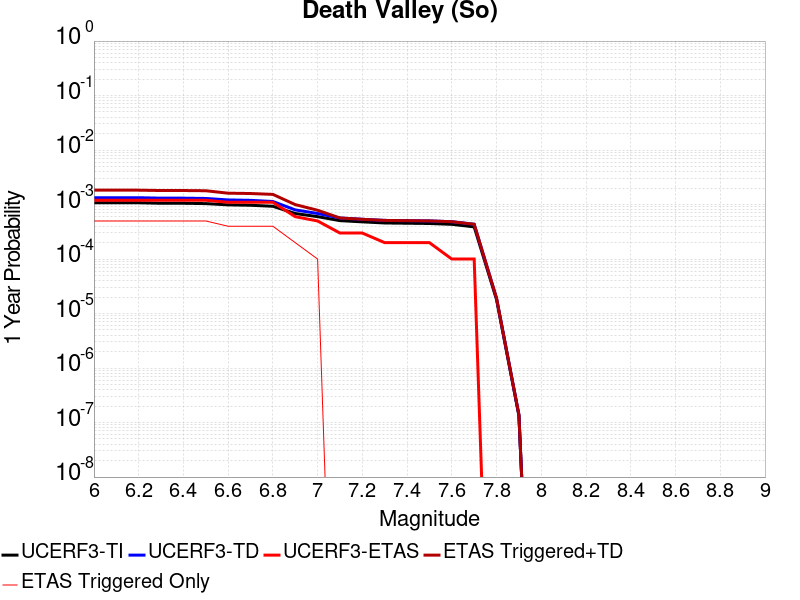 Death Valley (So)
1 Year Probability
10^0
10^-1
10^-2
10^-3
10^-4
10^-5
10^-6
10^-7
10^-8
6 6.2 6.4 6.6 6.8 7 7.2 7.4 7.6 7.8 8 8.2 8.4 8.6 8.8 9
Magnitude
UCERF3-TI UCERF3-TD UCERF3-ETAS ETAS Triggered+TD
ETAS Triggered Only